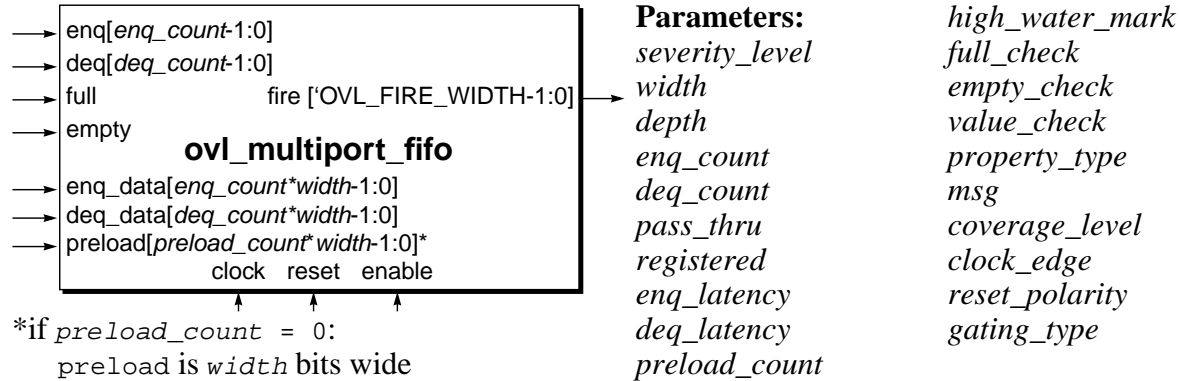 enq[enq_count-1:0]
deq[deq_count-1:0]
full
fire [‘OVL_FIRE_WIDTH-1:0]
empty
ovl_multiport_fifo
enq_data[enq_count*width-1:0]
deq_data[deq_count*width-1:0]
preload[preload_count*width-1:0]*
clock reset enable
*if preload_count = 0:
preload is width bits wide
Parameters:
severity_level
width
depth
enq_count
deq_count
pass_thru
registered
enq_latency
deq_latency
preload_count
high_water_mark
full_check
empty_check
value_check
property_type
msg
coverage_level
clock_edge
reset_polarity
gating_type